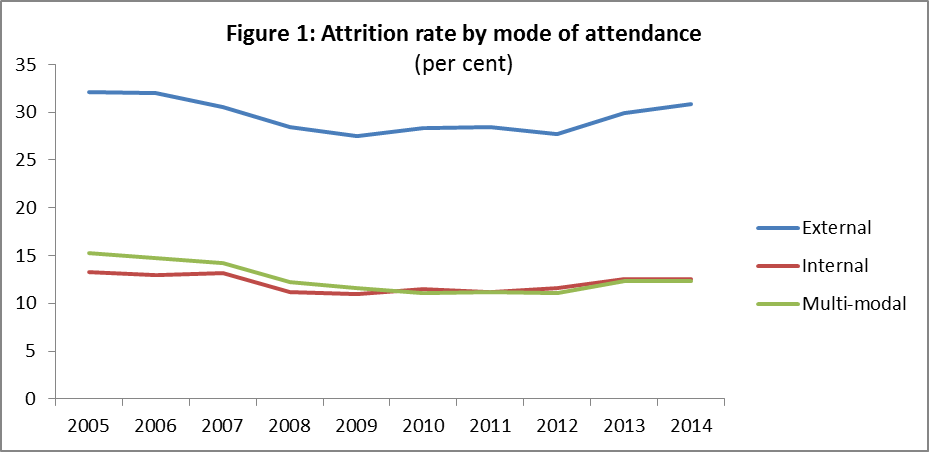 Figure 1: Attrition rate by mode of attendance
(per cent)
35
30
25
20
15
10
5
0
2005 2006 2007 2008 2009 2010 2011 2012 2013 2014
External
Internal
Multi-modal